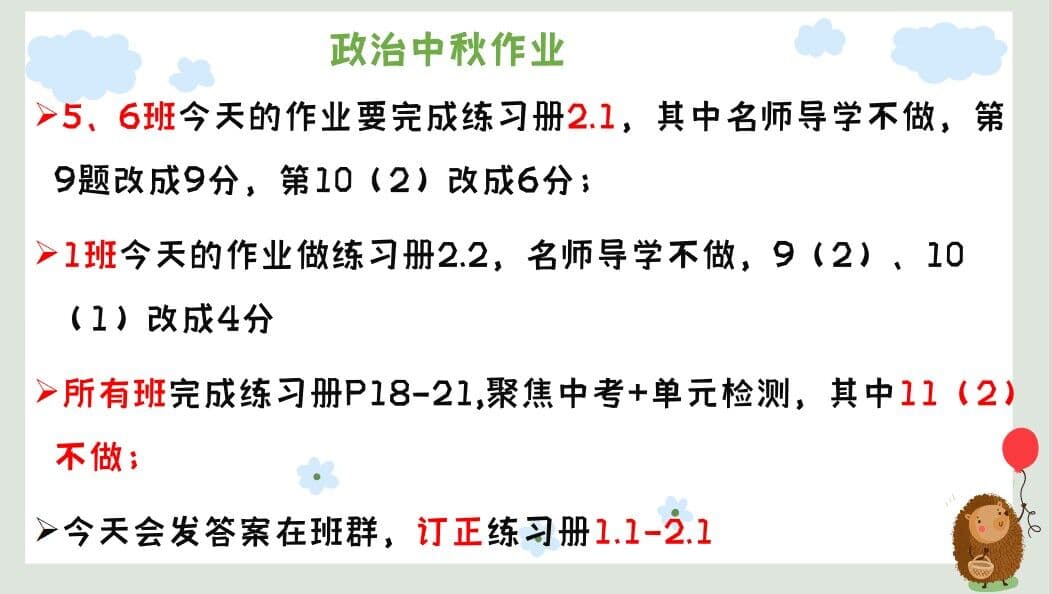 政治中秋作业
5、6班今天的作业要完成练习册2.1，其中名师导学不做，第
9题改成9分，第10（2）改成6分；
1班今天的作业做练习册2.2，名师导学不做，9（2）、10
（1）改成4分
所有班完成练习册P18-21,聚焦中考+单元检测，其中11（2）
不做；
今天会发答案在班群，订正练习册1.1-2.1